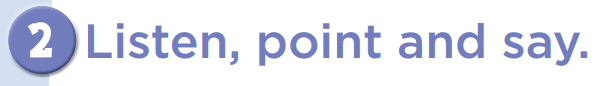 2 Listen, point and say.